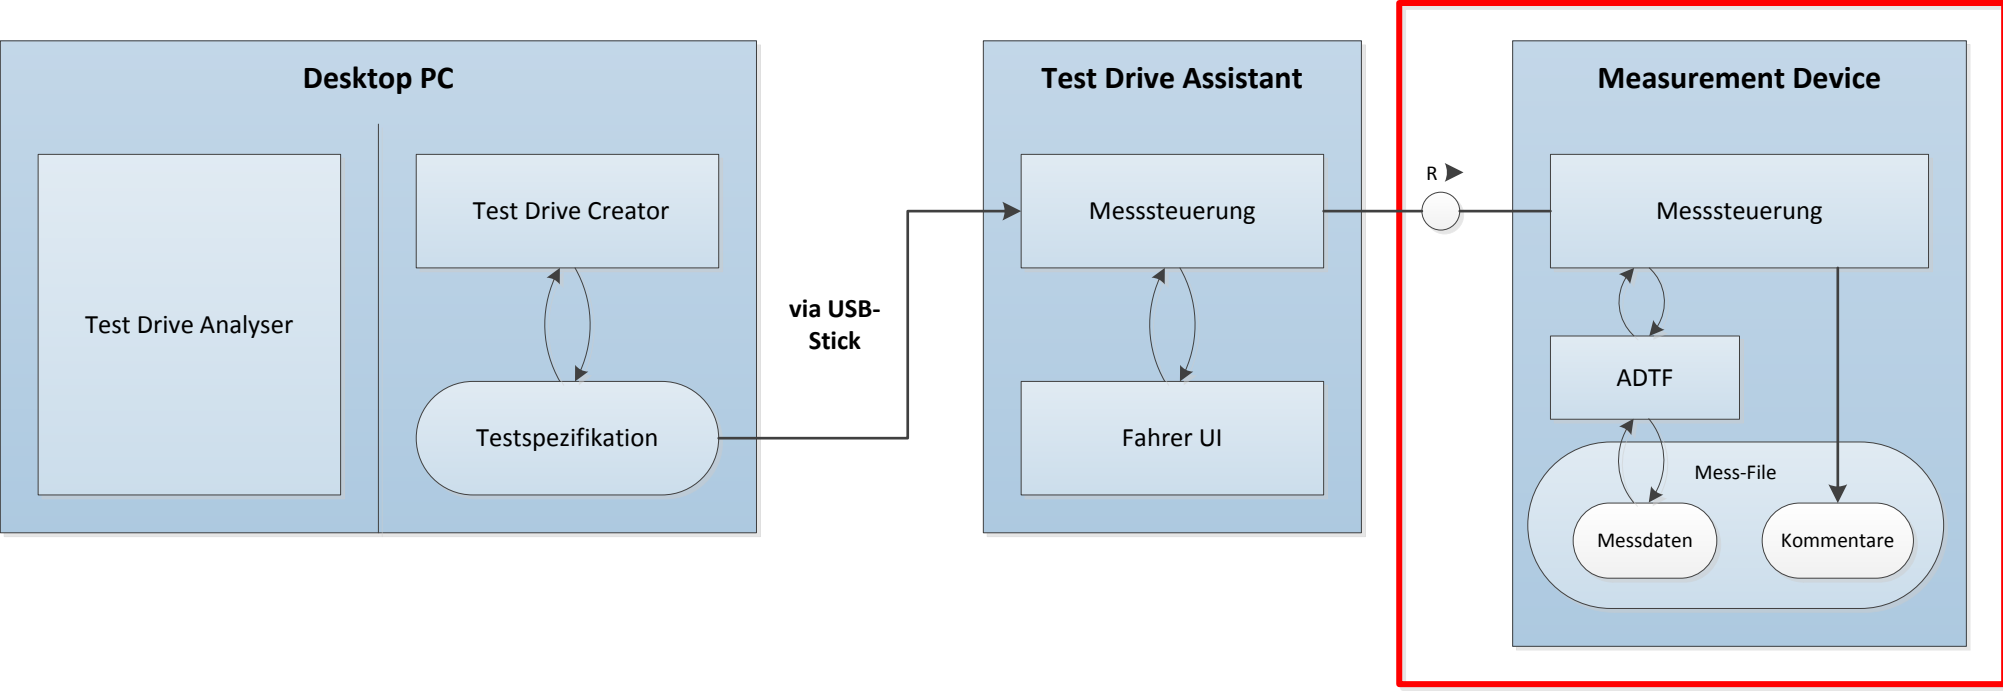 Desktop PC
Test Drive Analyser
Test Drive Creator
Testspezifikation
via USB-
Stick
Test Drive Assistant
Messsteuerung
Fahrer UI
R
Measurement Device
Messsteuerung
ADTF
Mess-File
Messdaten
Kommentare